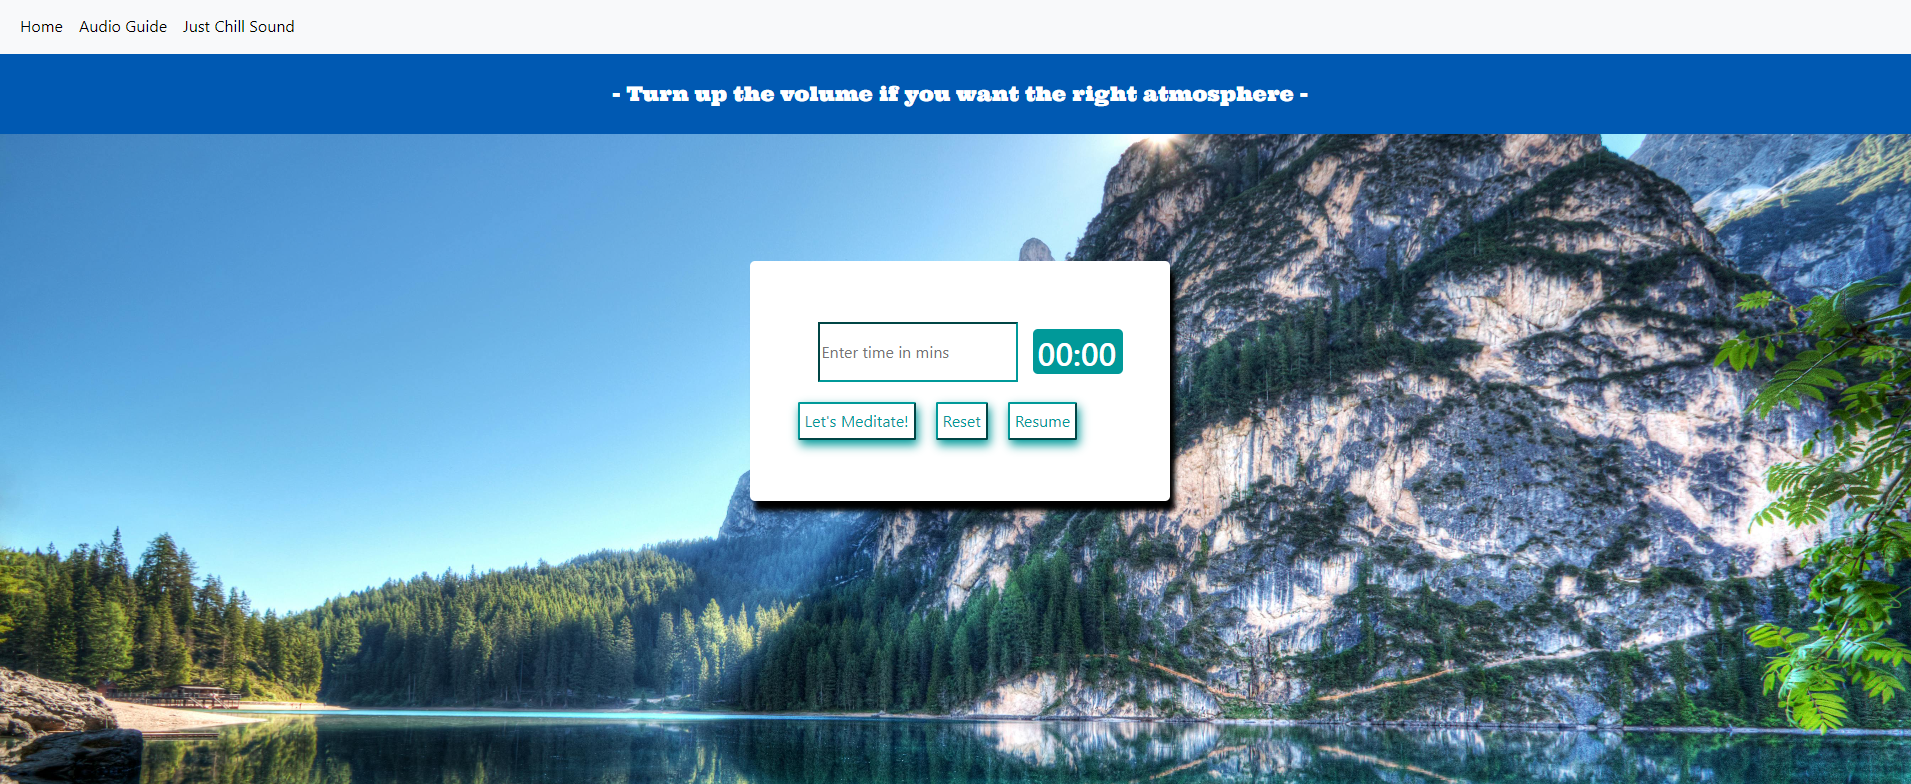 Home Audio Guide Just Chill Sound
- Turn up the volume if you want the right atmosphere -
Enter time in mins 00:00
Let's Meditate! Reset Resume